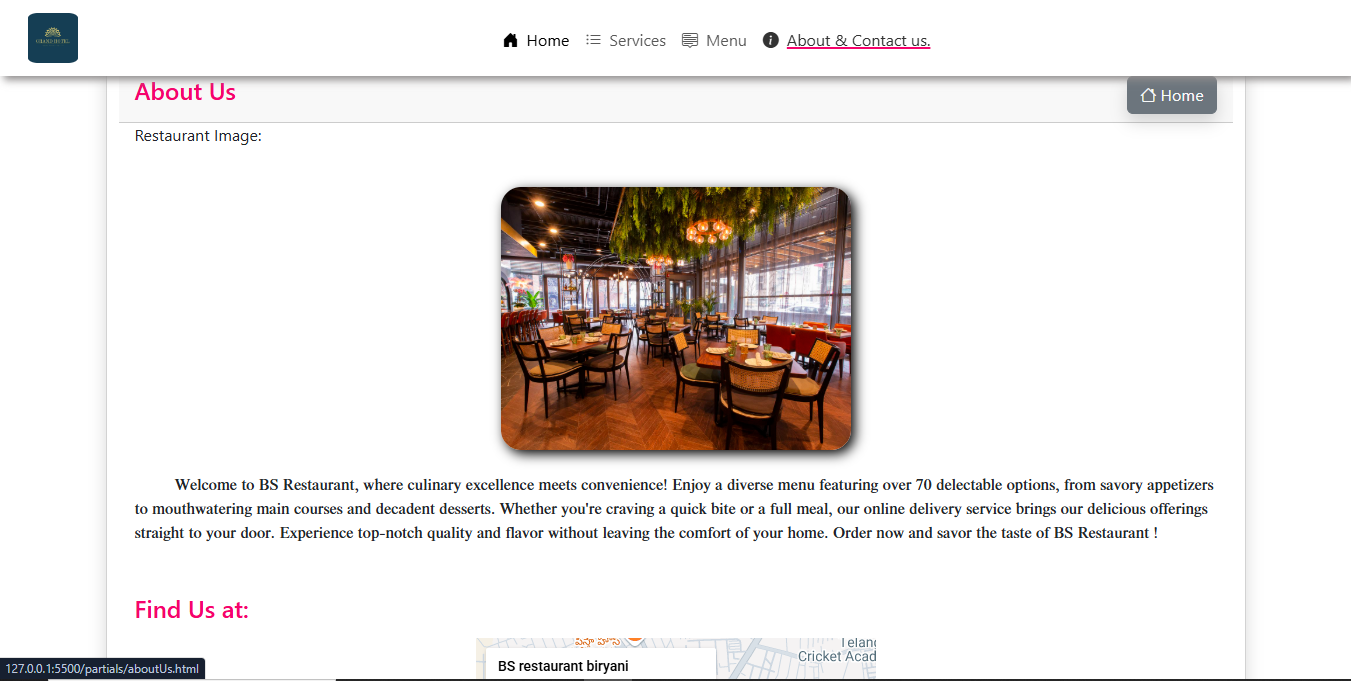 GRAND HOTEL
Home
Services
Menu
About & Contact us.
About Us
Home
Restaurant Image:
Welcome to BS Restaurant, where culinary excellence meets convenience! Enjoy a diverse menu featuring over 70 delectable options, from savory appetizers
to mouthwatering main courses and decadent desserts. Whether you're craving a quick bite or a full meal, our online delivery service brings our delicious offerings
straight to your door. Experience top-notch quality and flavor without leaving the comfort of your home. Order now and savor the taste of BS Restaurant !
Find Us at:
Cricket Acad
BS restaurant biryani
127.0.0.1:5500/partials/aboutUs.html